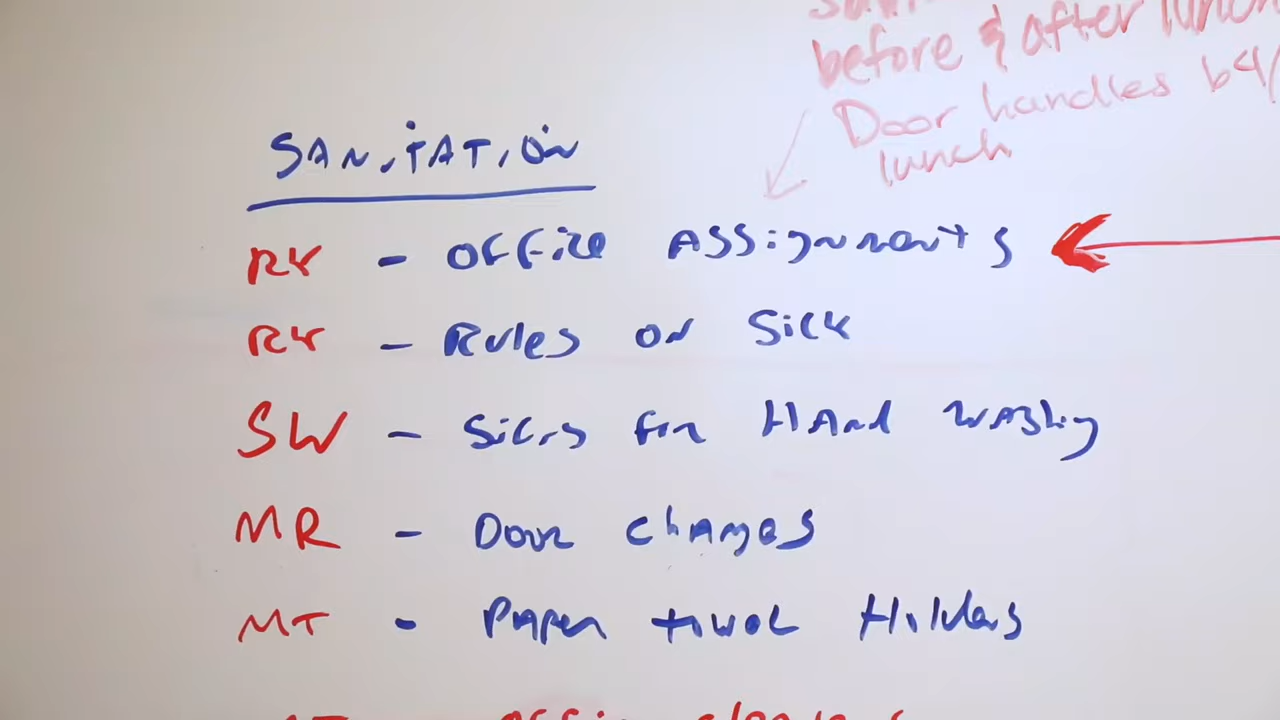 before & after lunch
Door handles b4/
lunch
SANITATION
RK - OFFICE ASSignments
RK - Rules on Sick
SW - Signs for Hand washing
MR - Door changes
MT - Paper towel Holders